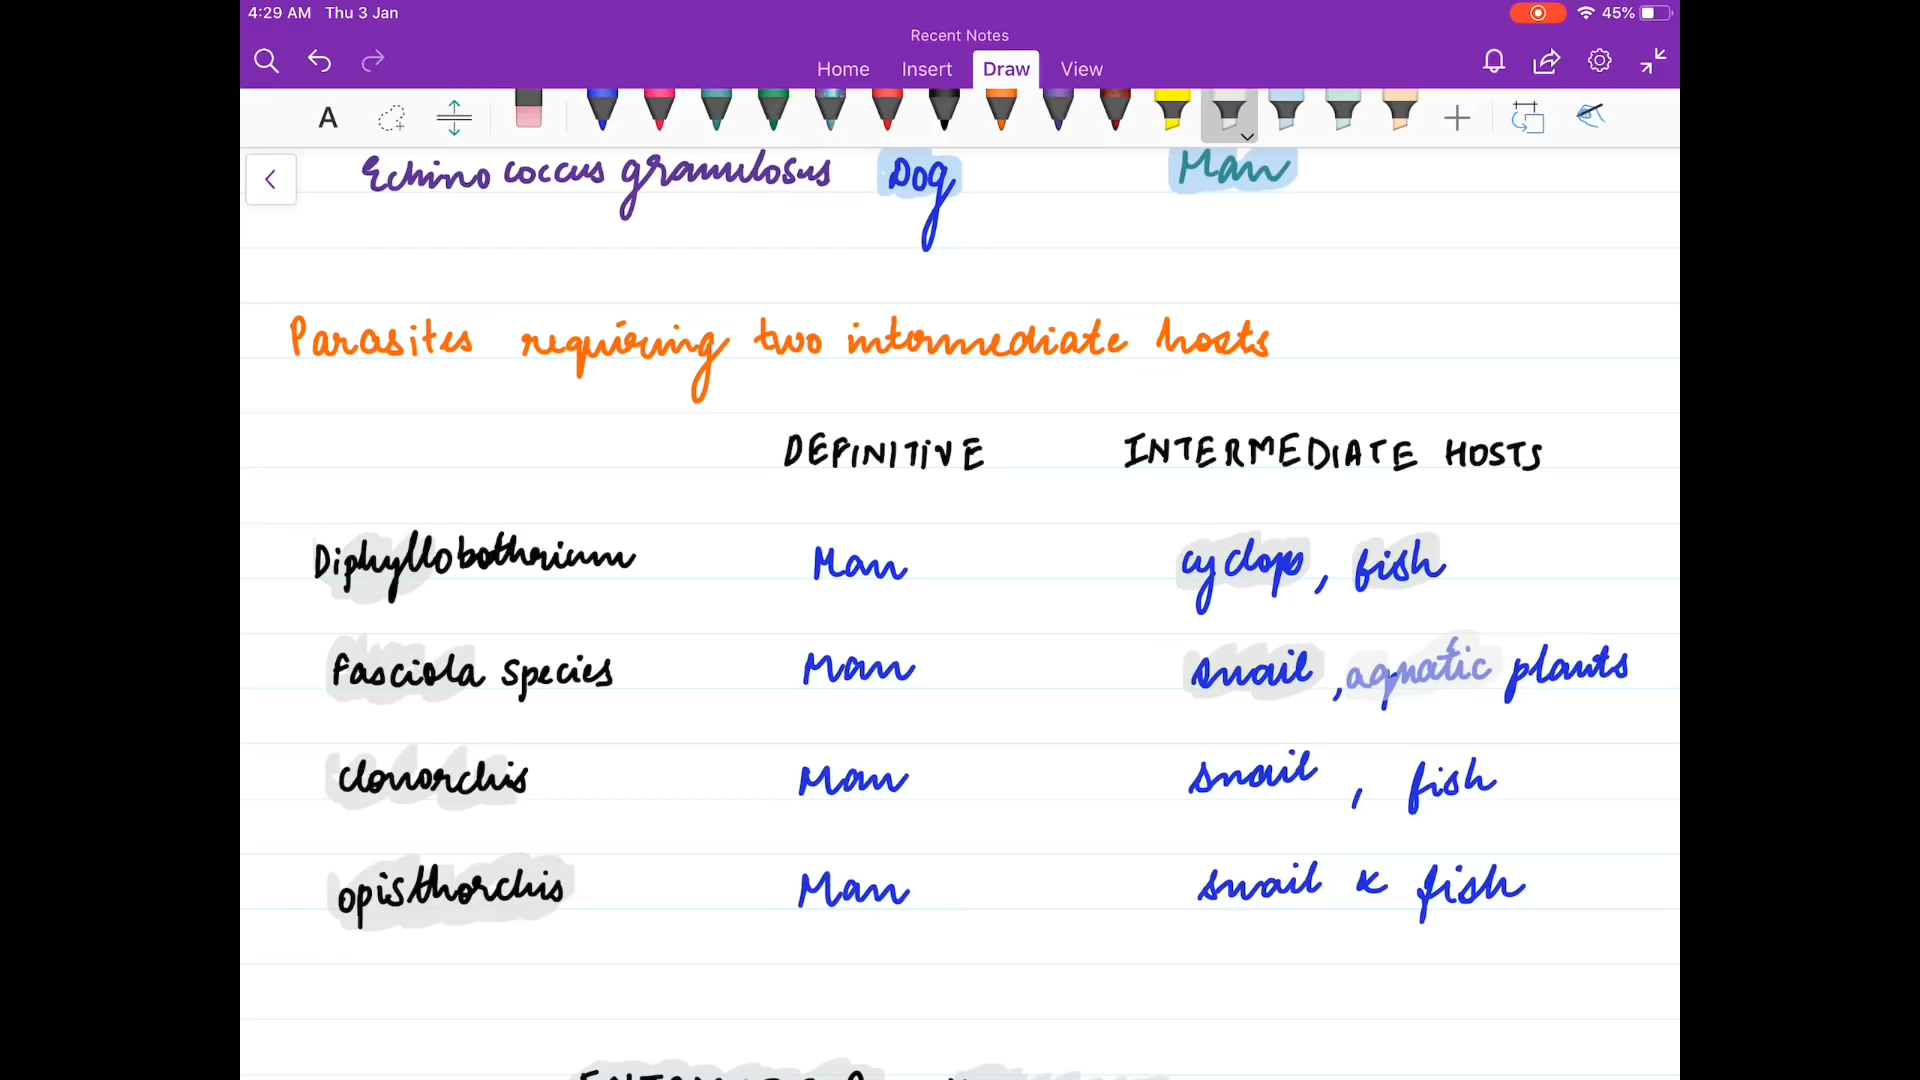 4:29 AM Thu 3 Jan 45%
Recent Notes
Home Insert Draw View
A
Echino coccus granulosus Dog Man
Parasites requiring two intermediate hosts
DEFINITIVE INTERMEDIATE HOSTS
Diphyllobotherium Man cyclops, fish
Fasciola species Man snail, aquatic plants
clonorchis Man snail, fish
opisthorchis Man snail & fish